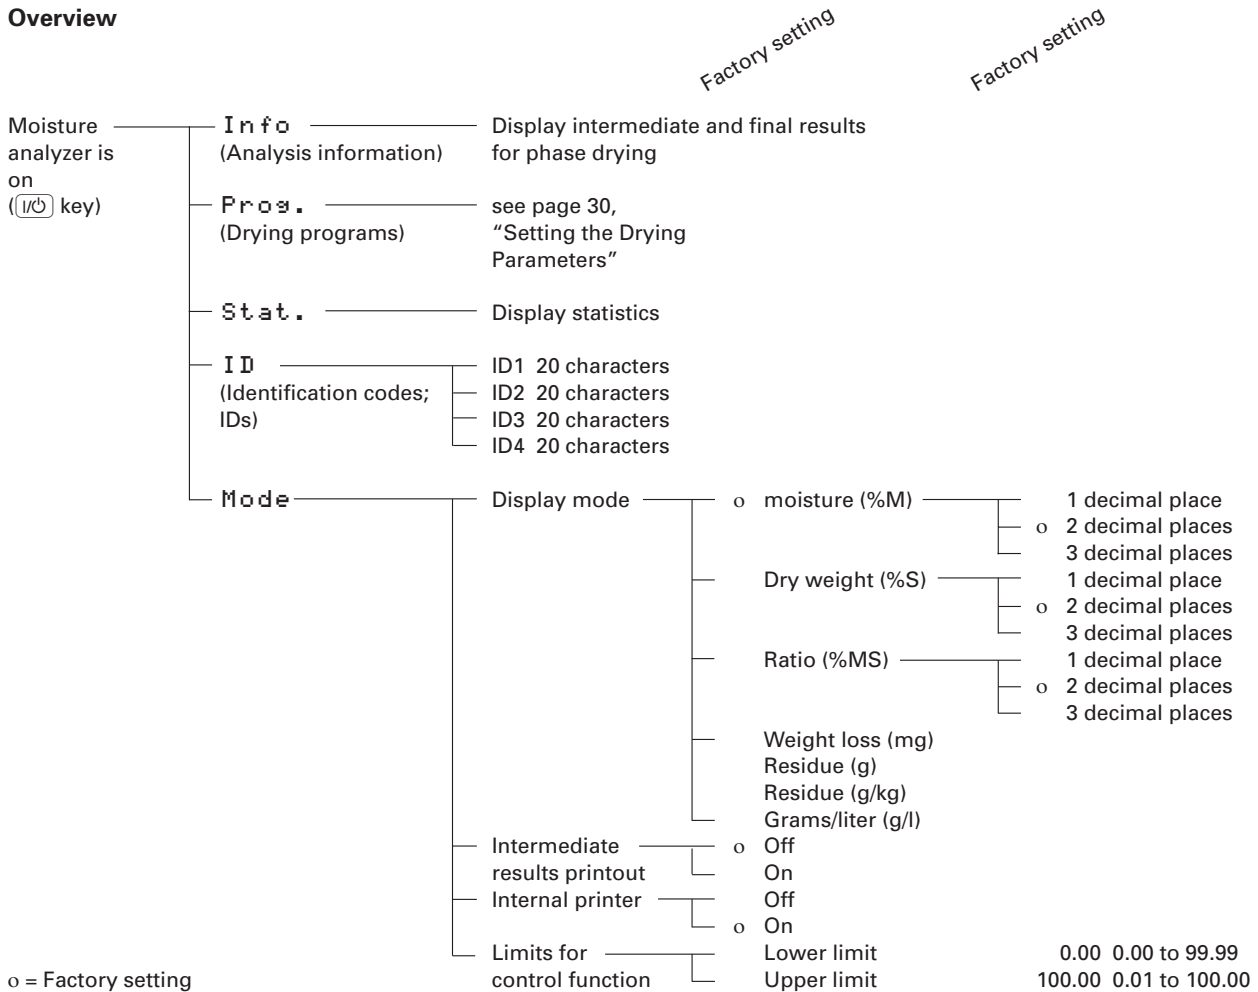 Overview
Factory setting
Factory setting
Moisture analyzer is on (I/⏻ key)
Info
(Analysis information)
Display intermediate and final results
for phase drying
Prog.
(Drying programs)
see page 30,
“Setting the Drying
Parameters”
Stat.
Display statistics
ID
(Identification codes;
IDs)
ID1 20 characters
ID2 20 characters
ID3 20 characters
ID4 20 characters
Mode
Display mode
o moisture (%M)
1 decimal place
o 2 decimal places
3 decimal places
Dry weight (%S)
1 decimal place
o 2 decimal places
3 decimal places
Ratio (%MS)
1 decimal place
o 2 decimal places
3 decimal places
Weight loss (mg)
Residue (g)
Residue (g/kg)
Grams/liter (g/l)
Intermediate
results printout
o Off
On
Internal printer
Off
o On
Limits for
control function
Lower limit 0.00 0.00 to 99.99
Upper limit 100.00 0.01 to 100.00
o = Factory setting